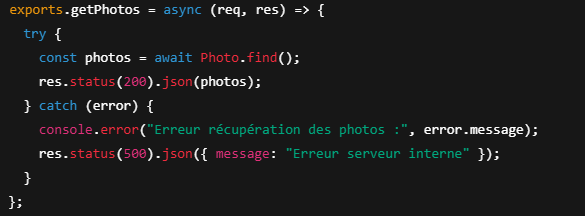 exports.getPhotos = async (req, res) => {
  try {
    const photos = await Photo.find();
    res.status(200).json(photos);
  } catch (error) {
    console.error("Erreur récupération des photos :", error.message);
    res.status(500).json({ message: "Erreur serveur interne" });
  }
};